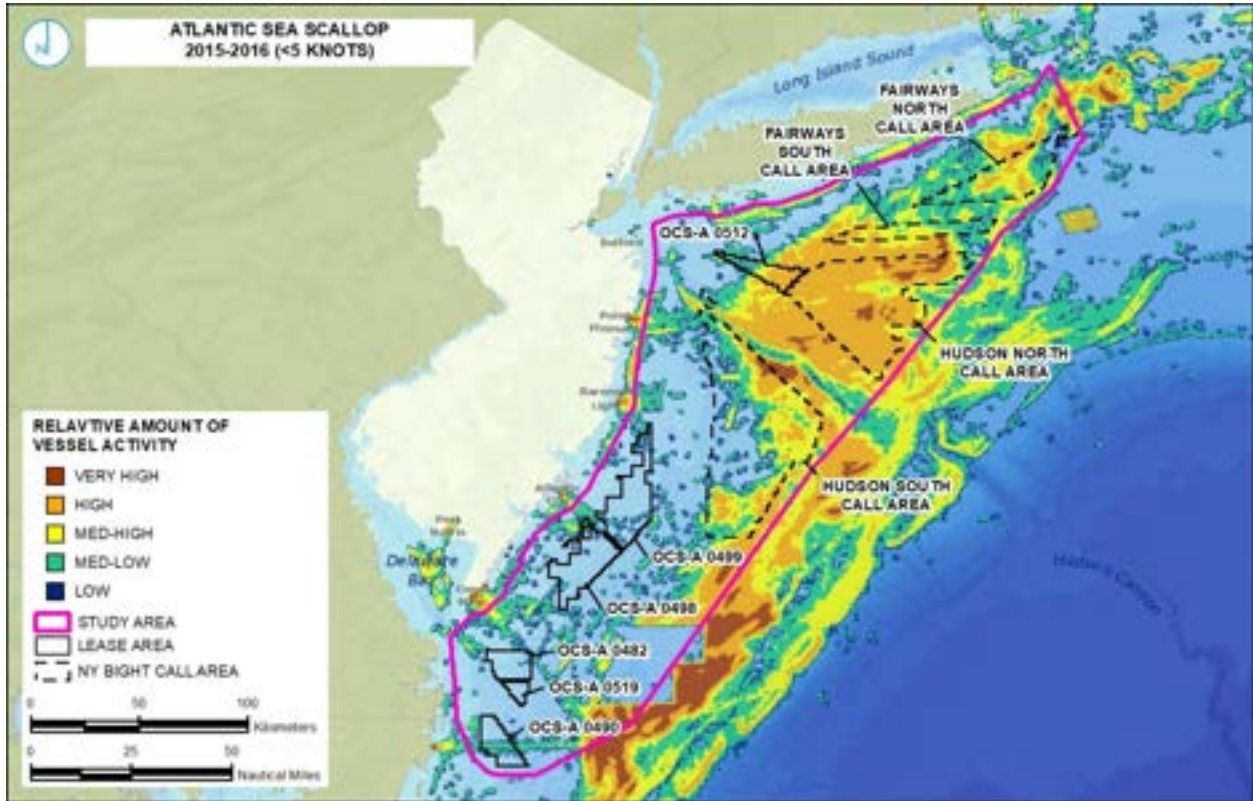 N
ATLANTIC SEA SCALLOP
2015-2016 (<5 KNOTS)
Long Island Sound
FAIRWAYS
NORTH
CALL AREA
FAIRWAYS
SOUTH
CALL AREA
OCS-A 0512
HUDSON NORTH
CALL AREA
HUDSON SOUTH
CALL AREA
OCS-A 0499
Delaware
Bay
OCS-A 0498
OCS-A 0482
OCS-A 0519
OCS-A 0490
RELAVTIVE AMOUNT OF
VESSEL ACTIVITY
VERY HIGH
HIGH
MED-HIGH
MED-LOW
LOW
STUDY AREA
LEASE AREA
NY BIGHT CALL AREA
0 50 100
Kilometers
0 25 50
Nautical Miles